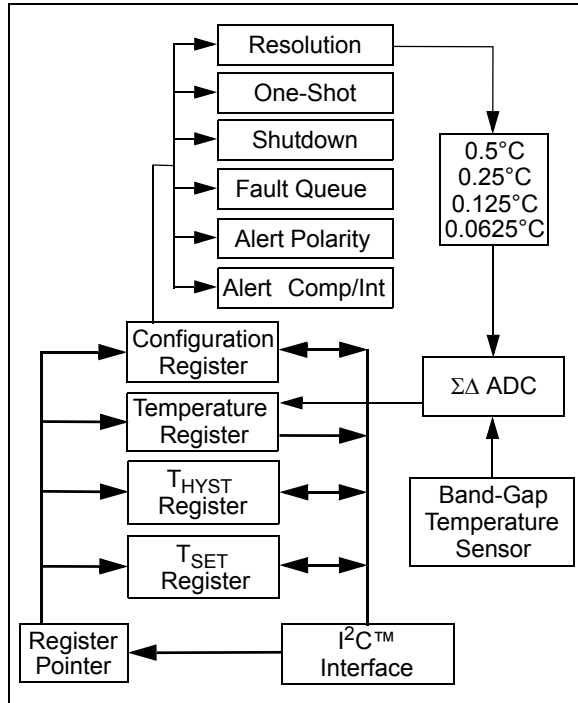 Resolution
One-Shot
Shutdown
Fault Queue
Alert Polarity
Alert Comp/Int
0.5°C
0.25°C
0.125°C
0.0625°C
Configuration
Register
Temperature
Register
ΣΔ ADC
THYST
Register
Band-Gap
Temperature
Sensor
TSET
Register
Register
Pointer
I²C™
Interface